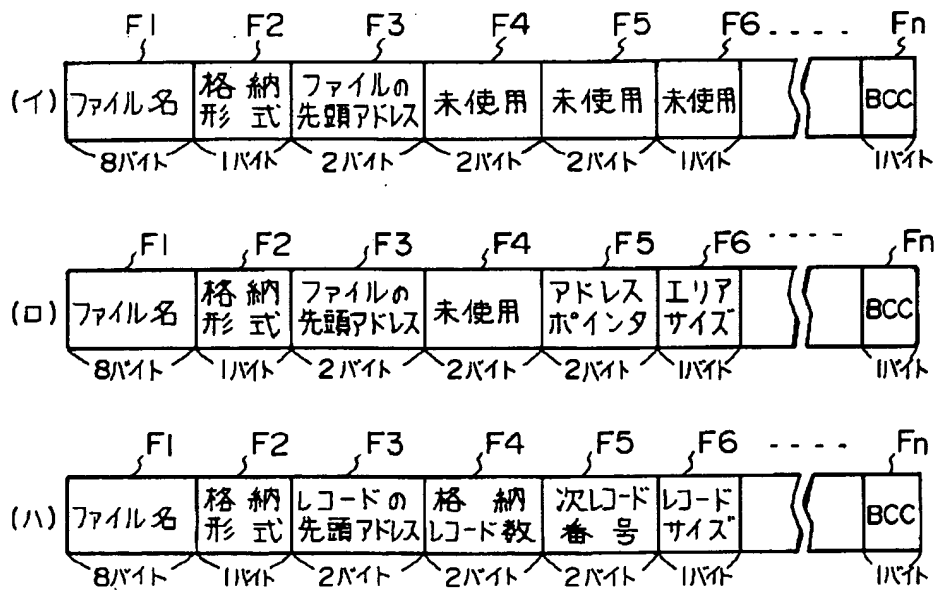 F1 F2 F3 F4 F5 F6 ---- Fn
(イ) ファイル名 格納形式 ファイルの先頭アドレス 未使用 未使用 未使用 BCC
8バイト 1バイト 2バイト 2バイト 2バイト 1バイト 1バイト
F1 F2 F3 F4 F5 F6 ---- Fn
(ロ) ファイル名 格納形式 ファイルの先頭アドレス 未使用 アドレスポインタ エリアサイズ BCC
8バイト 1バイト 2バイト 2バイト 2バイト 1バイト 1バイト
F1 F2 F3 F4 F5 F6 ---- Fn
(ハ) ファイル名 格納形式 レコードの先頭アドレス 格納レコード数 次レコード番号 レコードサイズ BCC
8バイト 1バイト 2バイト 2バイト 2バイト 1バイト 1バイト